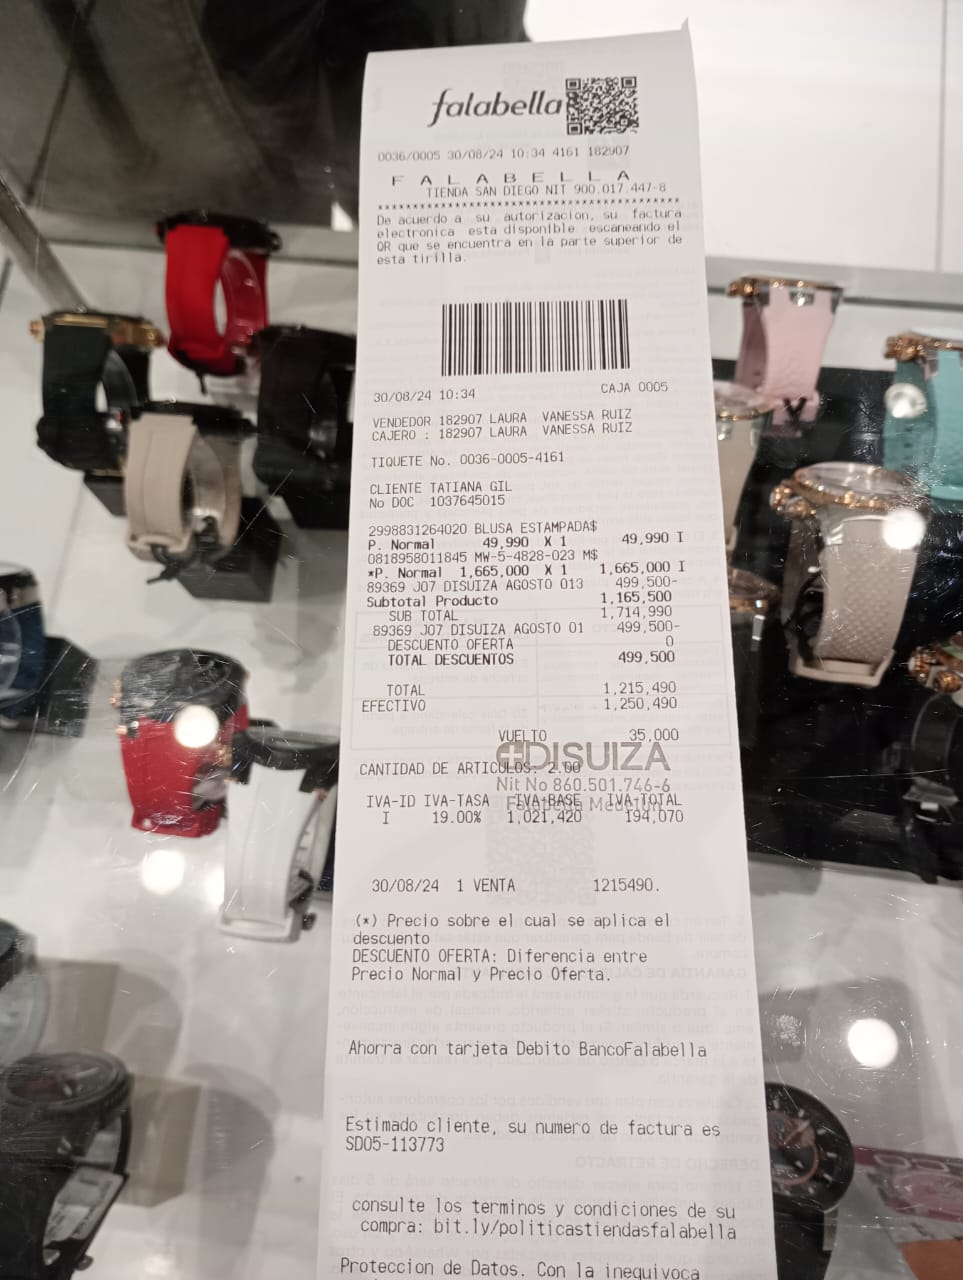 falabella
0036/0005 30/08/24 10:34 4161 182907
F A L A B E L L A
TIENDA SAN DIEGO NIT 900.017.447-8
****************************************
De acuerdo a su autorizacion, su factura
electronica esta disponible escaneando el
QR que se encuentra en la parte superior de
esta tirilla.
30/08/24 10:34 CAJA 0005
VENDEDOR 182907 LAURA VANESSA RUIZ
CAJERO : 182907 LAURA VANESSA RUIZ
TIQUETE No. 0036-0005-4161
CLIENTE TATIANA GIL
No DOC 1037645015
2998831264020 BLUSA ESTAMPADA$
P. Normal 49,990 X 1 49,990 I
0818958011845 MW-5-4828-023 M$
*P. Normal 1,665,000 X 1 1,665,000 I
89369 J07 DISUIZA AGOSTO 013 499,500-
Subtotal Producto 1,165,500
SUB TOTAL 1,714,990
89369 J07 DISUIZA AGOSTO 01 499,500-
DESCUENTO OFERTA 0
TOTAL DESCUENTOS 499,500
TOTAL 1,215,490
EFECTIVO 1,250,490
VUELTO 35,000
DISUIZA
CANTIDAD DE ARTICULOS: 2.00
Nit No 860.501.746-6
IVA-ID IVA-TASA IVA-BASE IVA-TOTAL
Falabella Medellin
I 19.00% 1,021,420 194,070
30/08/24 1 VENTA 1215490.
(*) Precio sobre el cual se aplica el
descuento
DESCUENTO OFERTA: Diferencia entre
Precio Normal y Precio Oferta.
Ahorra con tarjeta Debito BancoFalabella
Estimado cliente, su numero de factura es
SD05-113773
consulte los terminos y condiciones de su
compra: bit.ly/politicastiendasfalabella
Proteccion de Datos. Con la inequivoca